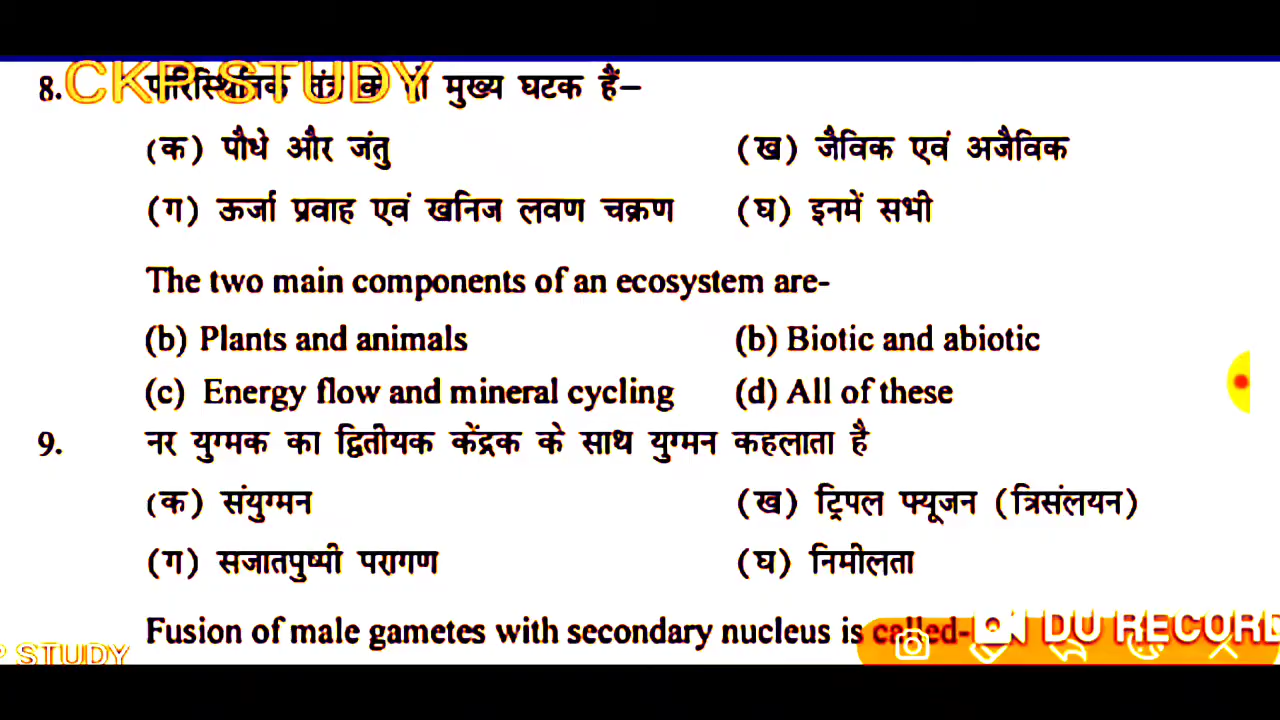 CKP STUDY
8. मुख्य घटक हैं–
(क) पौधे और जंतु (ख) जैविक एवं अजैविक
(ग) ऊर्जा प्रवाह एवं खनिज लवण चक्रण (घ) इनमें सभी
The two main components of an ecosystem are-
(b) Plants and animals (b) Biotic and abiotic
(c) Energy flow and mineral cycling (d) All of these
9. नर युग्मक का द्वितीयक केंद्रक के साथ युग्मन कहलाता है
(क) संयुग्मन (ख) ट्रिपल फ्यूजन (त्रिसंलयन)
(ग) सजातपुष्पी परागण (घ) निमीलता
Fusion of male gametes with secondary nucleus is called-
DU RECORD
P STUDY